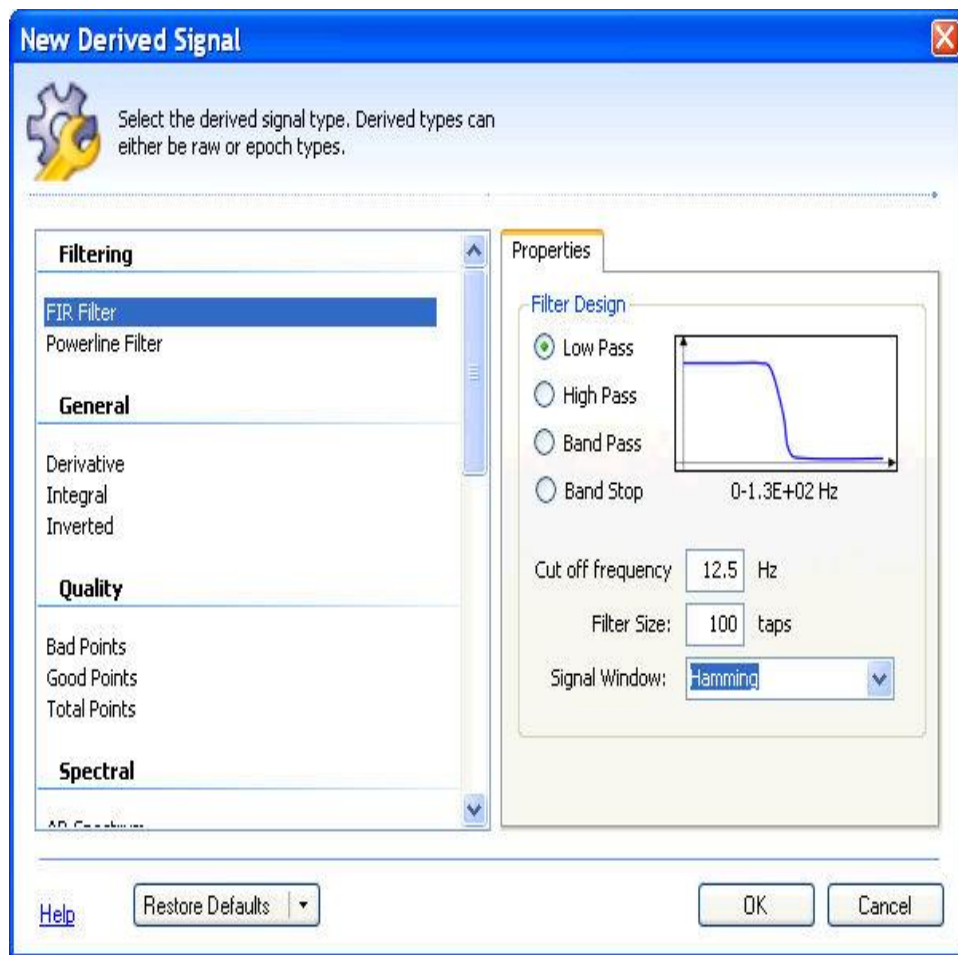 New Derived Signal
Select the derived signal type. Derived types can
either be raw or epoch types.
Filtering
FIR Filter
Powerline Filter
General
Derivative
Integral
Inverted
Quality
Bad Points
Good Points
Total Points
Spectral
Properties
Filter Design
Low Pass
High Pass
Band Pass
Band Stop
0-1.3E+02 Hz
Cut off frequency 12.5 Hz
Filter Size: 100 taps
Signal Window: Hamming
Help
Restore Defaults
OK
Cancel